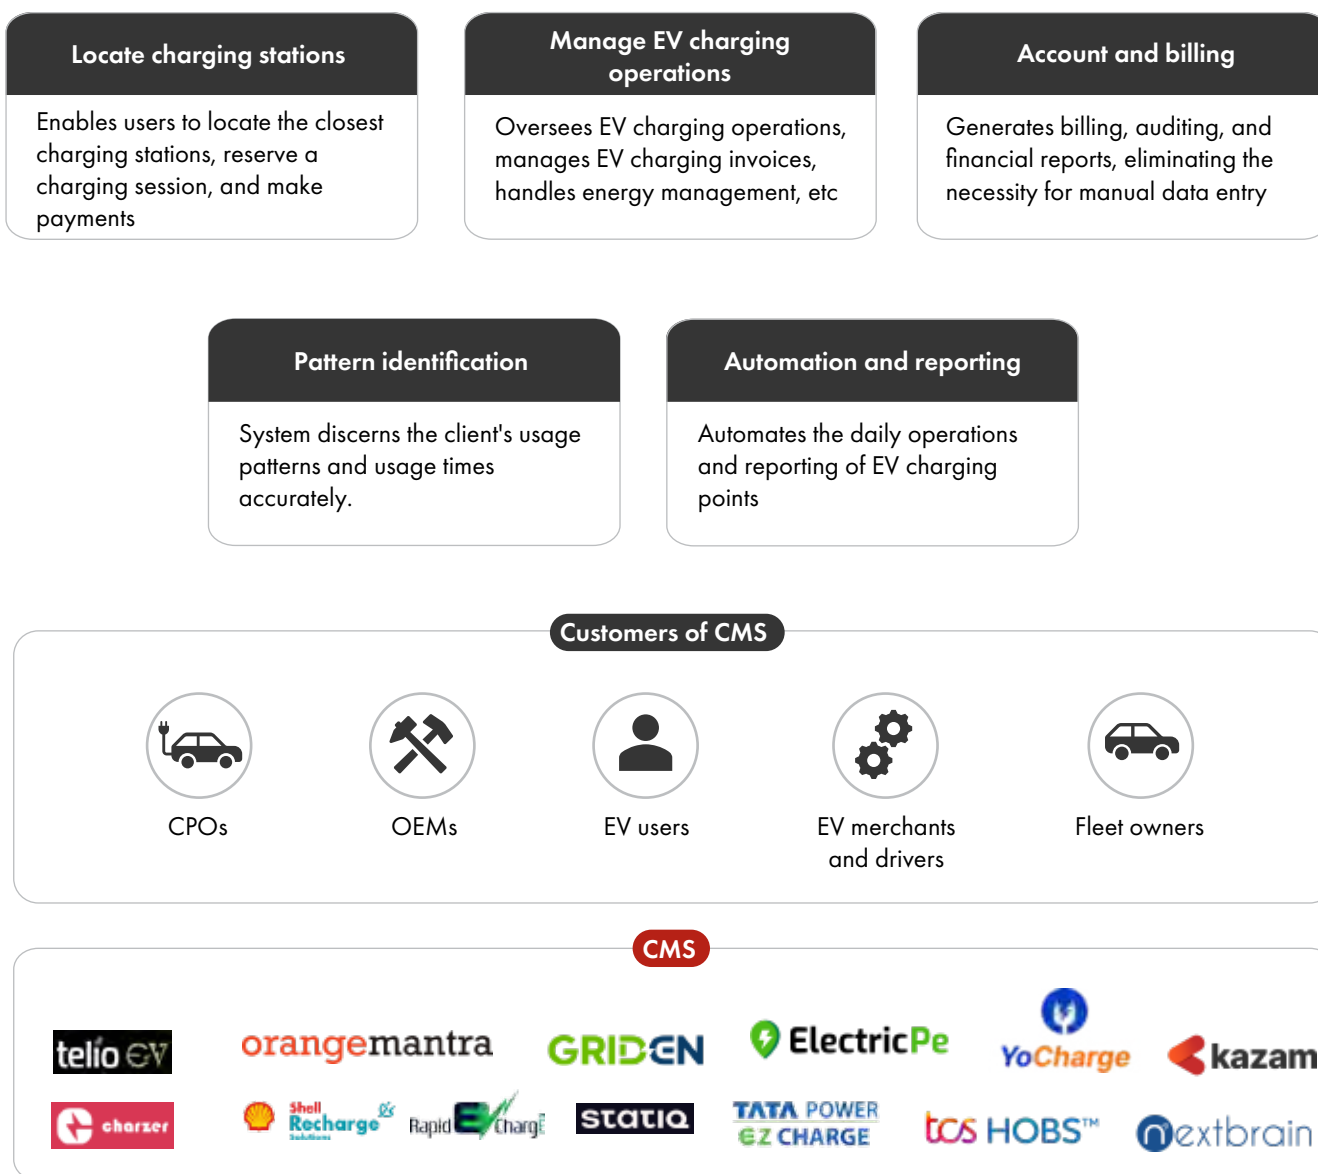 Locate charging stations
Enables users to locate the closest
charging stations, reserve a
charging session, and make
payments
Manage EV charging
operations
Oversees EV charging operations,
manages EV charging invoices,
handles energy management, etc
Account and billing
Generates billing, auditing, and
financial reports, eliminating the
necessity for manual data entry
Pattern identification
System discerns the client's usage
patterns and usage times
accurately.
Automation and reporting
Automates the daily operations
and reporting of EV charging
points
Customers of CMS
CPOs
OEMs
EV users
EV merchants
and drivers
Fleet owners
CMS
telio EV
orangemantra
GRIDEN
ElectricPe
YoCharge
kazam
charzer
Shell
Recharge
Solutions
Rapid EV ChargE
statiq
TATA POWER
EZ CHARGE
tcs HOBS™
nextbrain